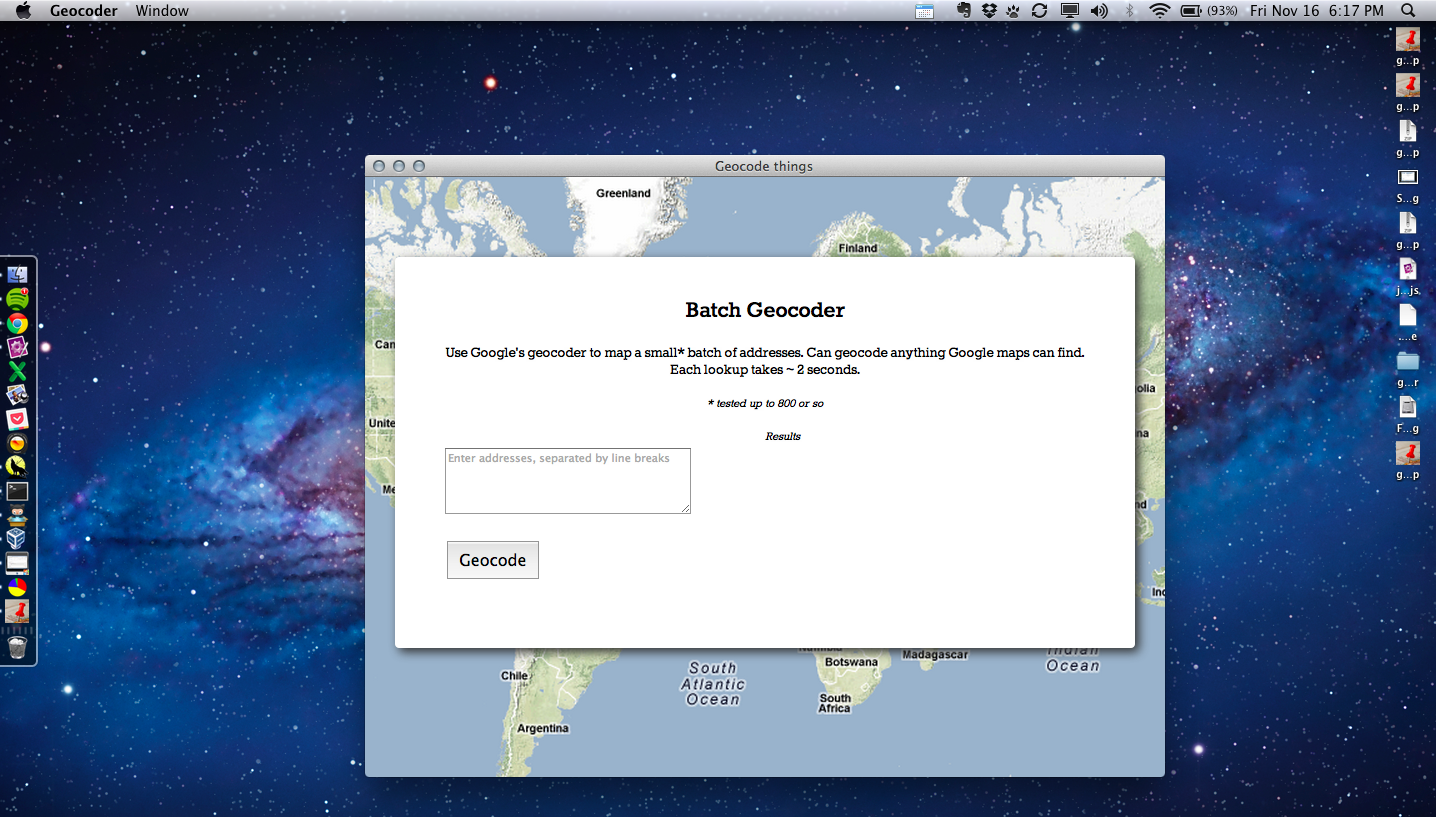 Geocoder Window (93%) Fri Nov 16 6:17 PM
g...p
g...p
g...p
S...g
g...p
j...js
....e
g...r
F...g
g...p
Geocode things
Greenland
Finland
Can
olia
Unite
na
Me
nd
Inc
Batch Geocoder
Use Google's geocoder to map a small* batch of addresses. Can geocode anything Google maps can find.
Each lookup takes ~ 2 seconds.
* tested up to 800 or so
Results
Enter addresses, separated by line breaks
Geocode
Namibia
Botswana
Madagascar
Indian
Ocean
Chile
South
Atlantic
Ocean
South
Africa
Argentina